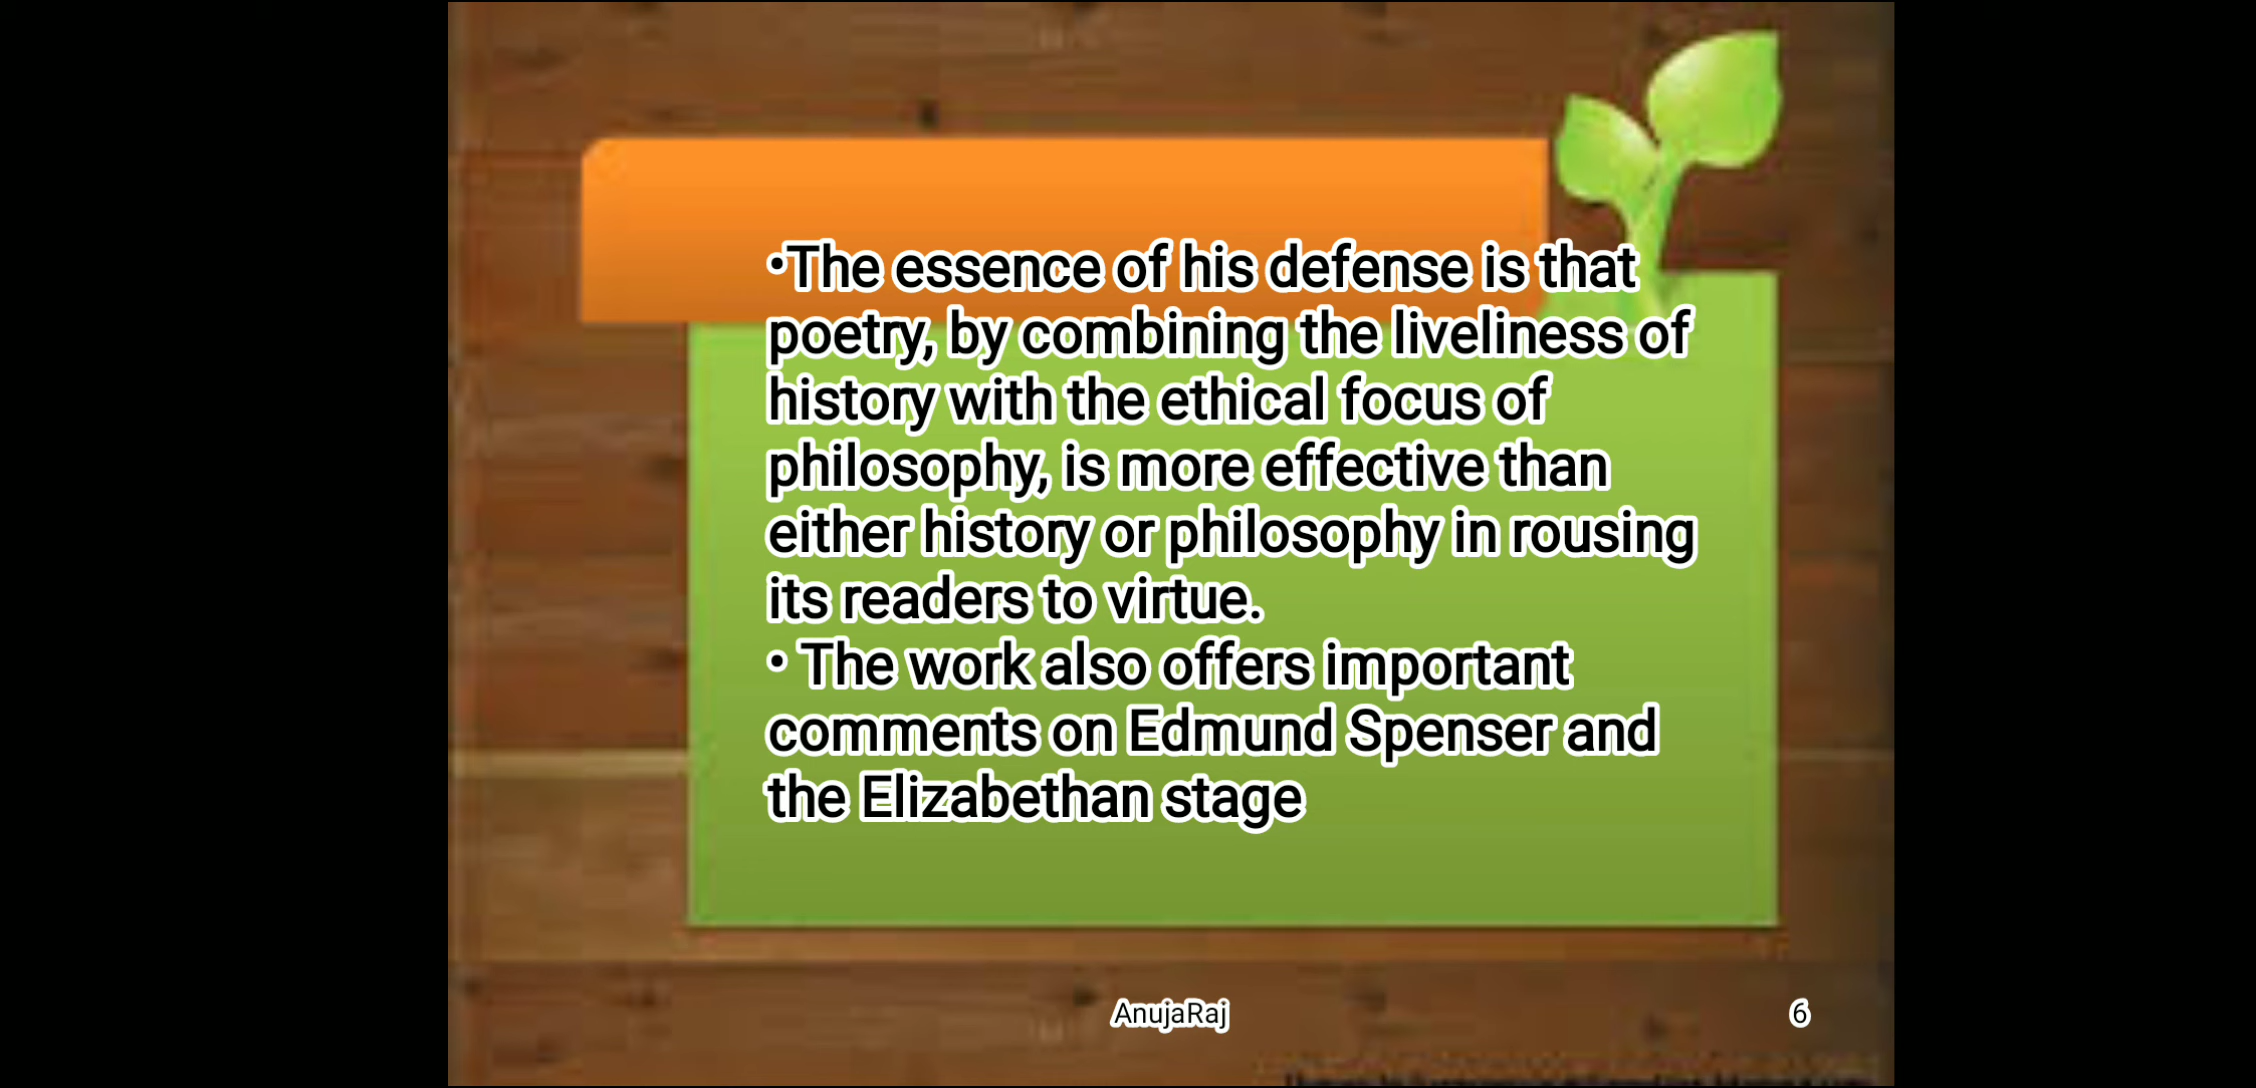 •The essence of his defense is that
poetry, by combining the liveliness of
history with the ethical focus of
philosophy, is more effective than
either history or philosophy in rousing
its readers to virtue.
• The work also offers important
comments on Edmund Spenser and
the Elizabethan stage
AnujaRaj
6